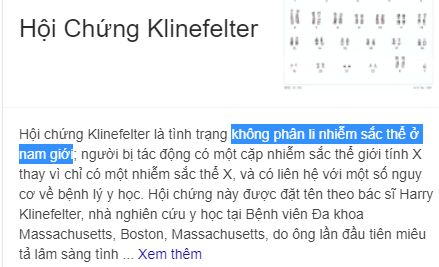 Hội Chứng Klinefelter
Hội chứng Klinefelter là tình trạng không phân li nhiễm sắc thể ở
nam giới; người bị tác động có một cặp nhiễm sắc thể giới tính X
thay vì chỉ có một nhiễm sắc thể X, và có liên hệ với một số nguy
cơ về bệnh lý y học. Hội chứng này được đặt tên theo bác sĩ Harry
Klinefelter, nhà nghiên cứu y học tại Bệnh viên Đa khoa
Massachusetts, Boston, Massachusetts, do ông lần đầu tiên miêu
tả lâm sàng tình ... Xem thêm